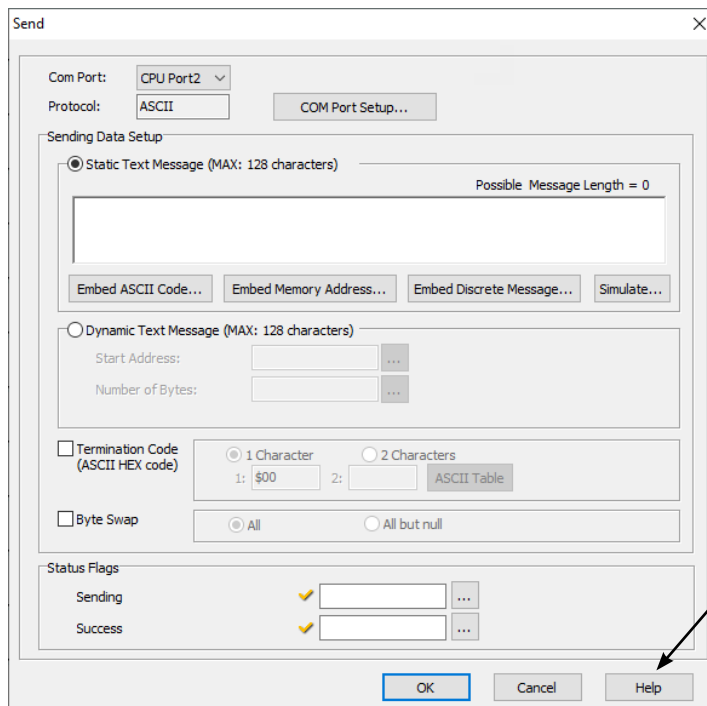 Send
Com Port: CPU Port2
Protocol: ASCII COM Port Setup...
Sending Data Setup
Static Text Message (MAX: 128 characters)
Possible Message Length = 0
Embed ASCII Code... Embed Memory Address... Embed Discrete Message... Simulate...
Dynamic Text Message (MAX: 128 characters)
Start Address: ...
Number of Bytes: ...
Termination Code 1 Character 2 Characters
(ASCII HEX code) 1: $00 2: ASCII Table
Byte Swap All All but null
Status Flags
Sending ...
Success ...
OK Cancel Help